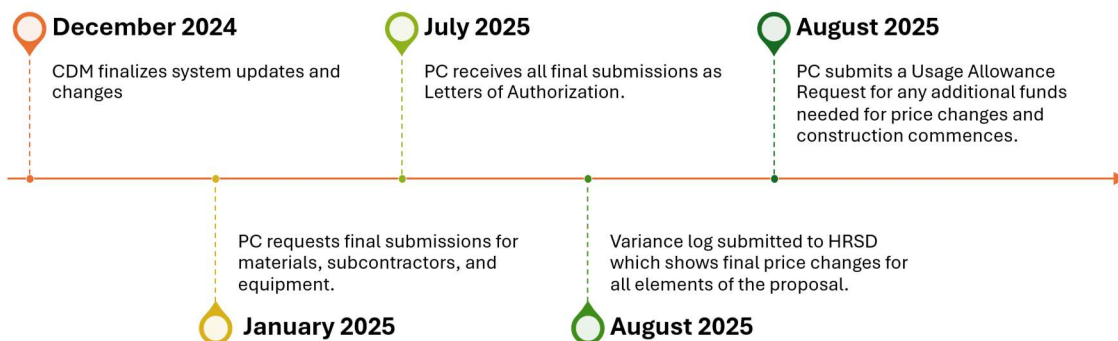 December 2024
CDM finalizes system updates and
changes
July 2025
PC receives all final submissions as
Letters of Authorization.
August 2025
PC submits a Usage Allowance
Request for any additional funds
needed for price changes and
construction commences.
PC requests final submissions for
materials, subcontractors, and
equipment.
January 2025
Variance log submitted to HRSD
which shows final price changes for
all elements of the proposal.
August 2025